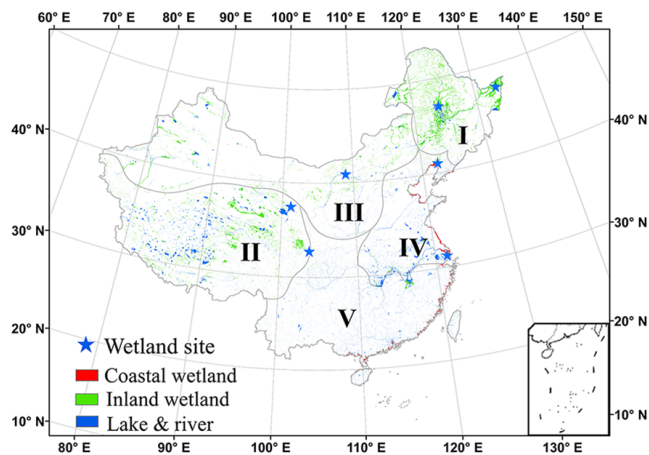 60° E 70° E 80° E 90° E 100° E 110° E 120° E 130° E 140° E 150° E
40° N 40° N
30° N 30° N
20° N 20° N
10° N 10° N
I
III
II
IV
V
Wetland site
Coastal wetland
Inland wetland
Lake & river
80° E 90° E 100° E 110° E 120° E 130° E